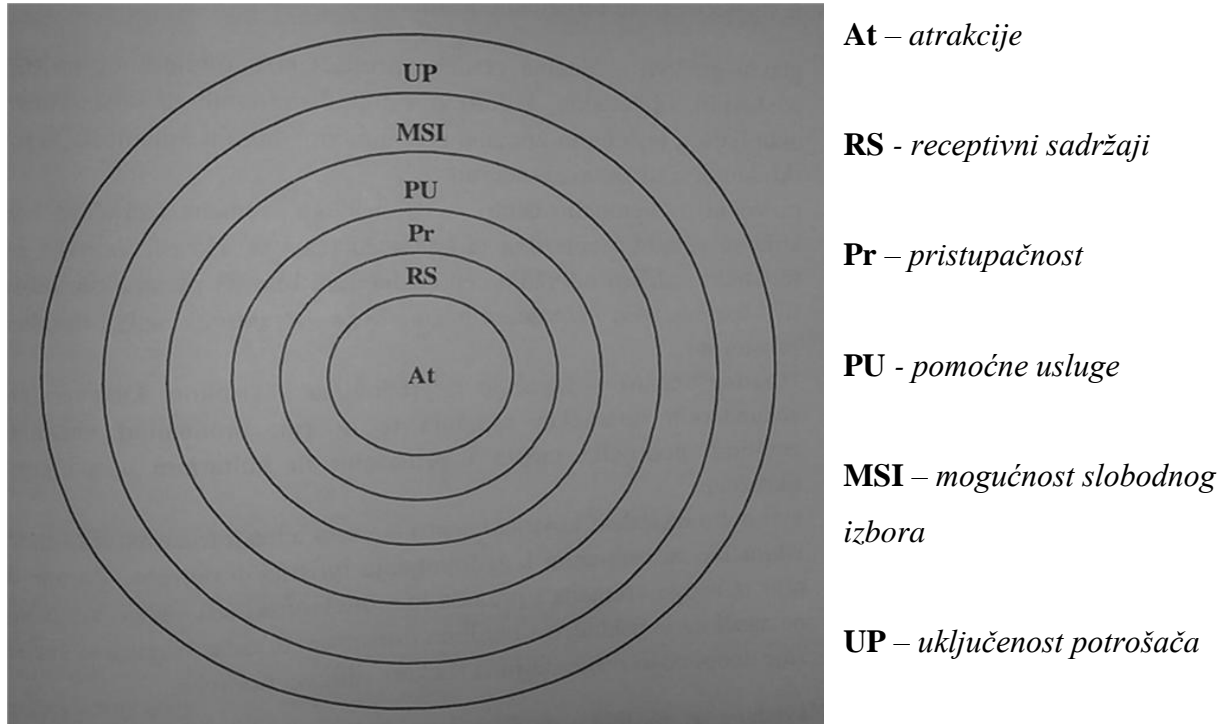 UP
MSI
PU
Pr
RS
At
At – atrakcije
RS - receptivni sadržaji
Pr – pristupačnost
PU - pomoćne usluge
MSI – mogućnost slobodnog
izbora
UP – uključenost potrošača